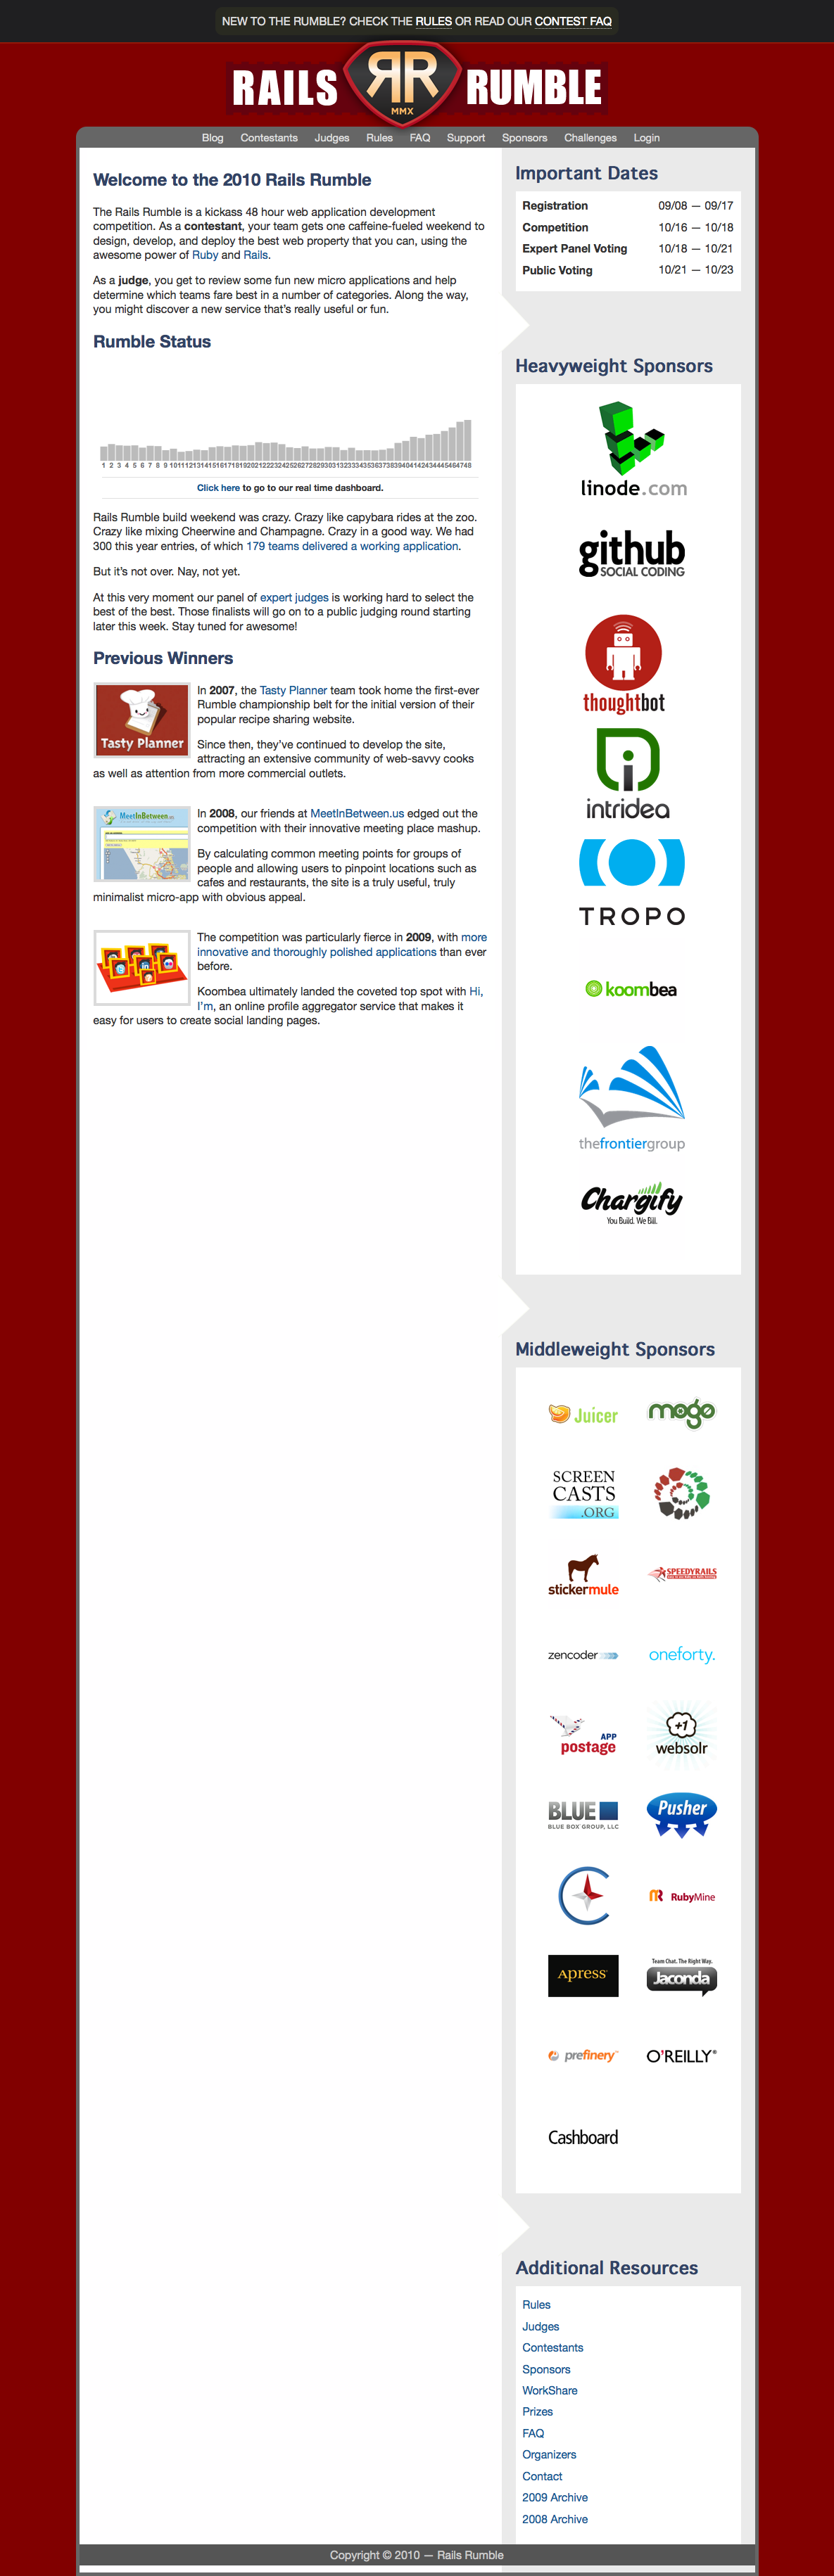 NEW TO THE RUMBLE? CHECK THE RULES OR READ OUR CONTEST FAQ
RAILS RR RUMBLE
MMX
Blog Contestants Judges Rules FAQ Support Sponsors Challenges Login
Welcome to the 2010 Rails Rumble
The Rails Rumble is a kickass 48 hour web application development
competition. As a contestant, your team gets one caffeine-fueled weekend to
design, develop, and deploy the best web property that you can, using the
awesome power of Ruby and Rails.
As a judge, you get to review some fun new micro applications and help
determine which teams fare best in a number of categories. Along the way,
you might discover a new service that's really useful or fun.
Rumble Status
1 2 3 4 5 6 7 8 9 10 11 12 13 14 15 16 17 18 19 20 21 22 23 24 25 26 27 28 29 30 31 32 33 34 35 36 37 38 39 40 41 42 43 44 45 46 47 48
Click here to go to our real time dashboard.
Rails Rumble build weekend was crazy. Crazy like capybara rides at the zoo.
Crazy like mixing Cheerwine and Champagne. Crazy in a good way. We had
300 this year entries, of which 179 teams delivered a working application.
But it's not over. Nay, not yet.
At this very moment our panel of expert judges is working hard to select the
best of the best. Those finalists will go on to a public judging round starting
later this week. Stay tuned for awesome!
Previous Winners
Tasty Planner
In 2007, the Tasty Planner team took home the first-ever
Rumble championship belt for the initial version of their
popular recipe sharing website.
Since then, they've continued to develop the site,
attracting an extensive community of web-savvy cooks
as well as attention from more commercial outlets.
MeetInBetween.us
In 2008, our friends at MeetInBetween.us edged out the
competition with their innovative meeting place mashup.
By calculating common meeting points for groups of
people and allowing users to pinpoint locations such as
cafes and restaurants, the site is a truly useful, truly
minimalist micro-app with obvious appeal.
The competition was particularly fierce in 2009, with more
innovative and thoroughly polished applications than ever
before.
Koombea ultimately landed the coveted top spot with Hi,
I'm, an online profile aggregator service that makes it
easy for users to create social landing pages.
Important Dates
Registration 09/08 — 09/17
Competition 10/16 — 10/18
Expert Panel Voting 10/18 — 10/21
Public Voting 10/21 — 10/23
Heavyweight Sponsors
linode.com
github
SOCIAL CODING
thoughtbot
intridea
TROPO
koombea
thefrontiergroup
Chargify
You Build. We Bill.
Middleweight Sponsors
Juicer mogo
SCREEN
CASTS
.ORG
stickermule SPEEDYRAILS
zencoder oneforty.
APP
postage
+1
websolr
BLUE
BLUE BOX GROUP, LLC
Pusher
RubyMine
Apress
Team Chat. The Right Way.
Jaconda
prefinery™ O'REILLY®
Cashboard
Additional Resources
Rules
Judges
Contestants
Sponsors
WorkShare
Prizes
FAQ
Organizers
Contact
2009 Archive
2008 Archive
Copyright © 2010 — Rails Rumble